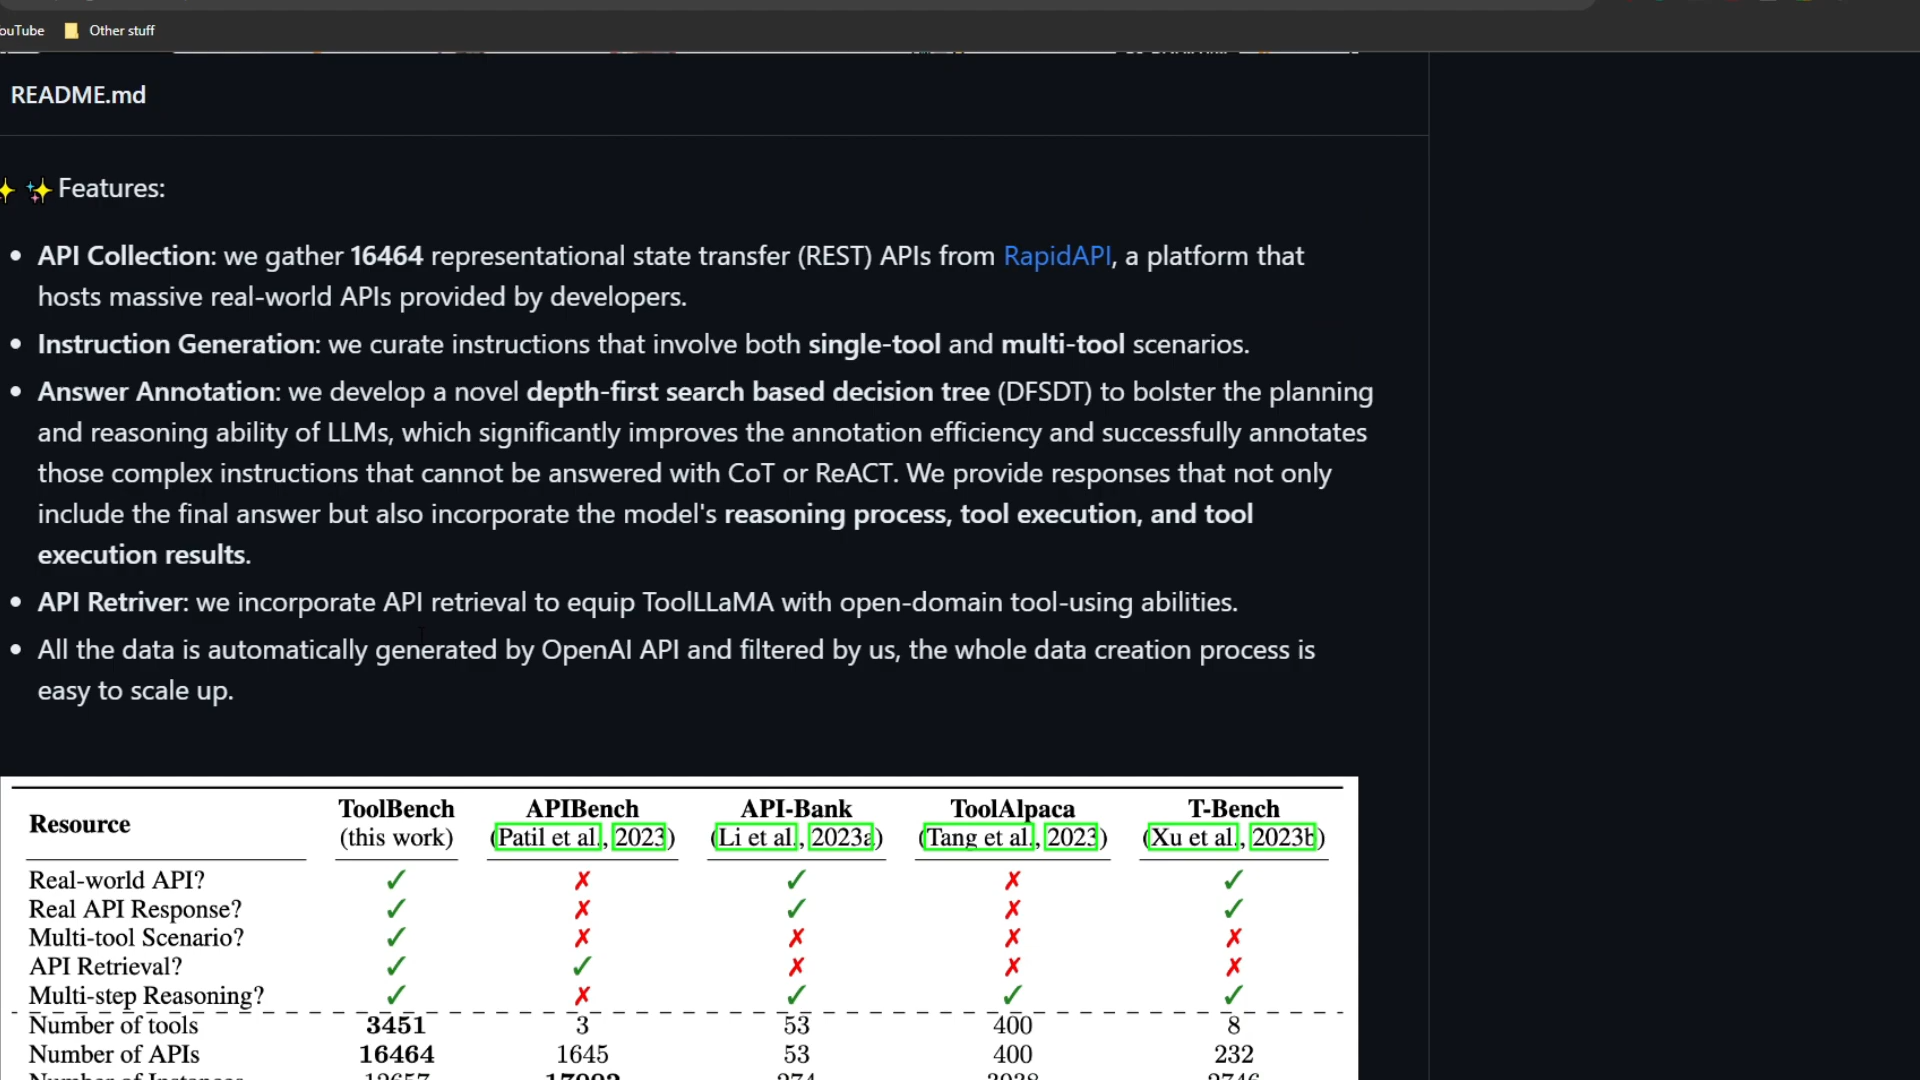 ouTube Other stuff
README.md
✨ ✨ Features:
• API Collection: we gather 16464 representational state transfer (REST) APIs from RapidAPI, a platform that
hosts massive real-world APIs provided by developers.
• Instruction Generation: we curate instructions that involve both single-tool and multi-tool scenarios.
• Answer Annotation: we develop a novel depth-first search based decision tree (DFSDT) to bolster the planning
and reasoning ability of LLMs, which significantly improves the annotation efficiency and successfully annotates
those complex instructions that cannot be answered with CoT or ReACT. We provide responses that not only
include the final answer but also incorporate the model's reasoning process, tool execution, and tool
execution results.
• API Retriver: we incorporate API retrieval to equip ToolLLaMA with open-domain tool-using abilities.
• All the data is automatically generated by OpenAI API and filtered by us, the whole data creation process is
easy to scale up.
Resource ToolBench (this work) APIBench (Patil et al., 2023) API-Bank (Li et al., 2023a) ToolAlpaca (Tang et al., 2023) T-Bench (Xu et al., 2023b)
Real-world API? ✓ ✗ ✓ ✗ ✓
Real API Response? ✓ ✗ ✓ ✗ ✓
Multi-tool Scenario? ✓ ✗ ✗ ✗ ✗
API Retrieval? ✓ ✓ ✗ ✗ ✗
Multi-step Reasoning? ✓ ✗ ✓ ✓ ✓
Number of tools 3451 3 53 400 8
Number of APIs 16464 1645 53 400 232